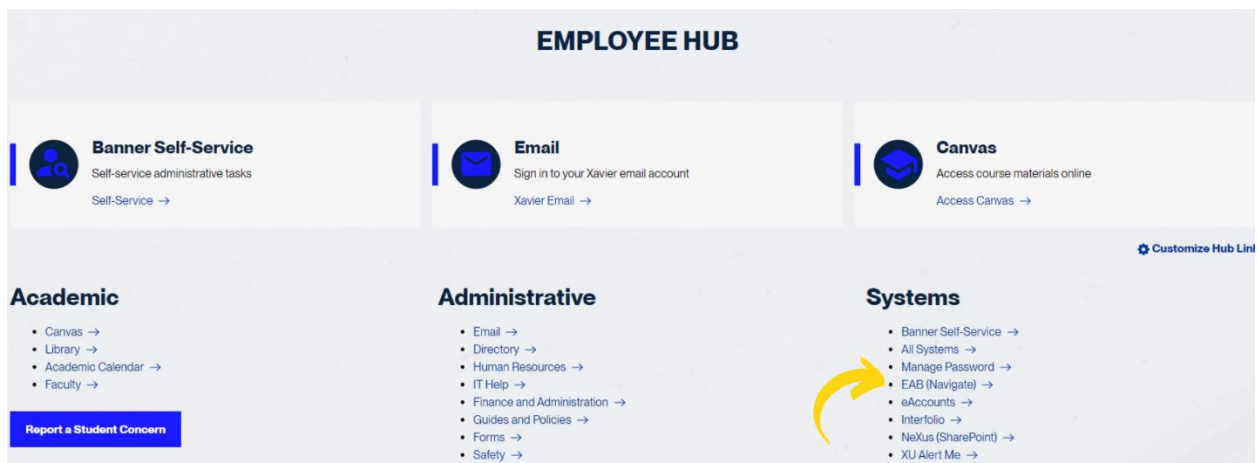 EMPLOYEE HUB
Banner Self-Service
Self-service administrative tasks
Self-Service →
Email
Sign in to your Xavier email account
Xavier Email →
Canvas
Access course materials online
Access Canvas →
Customize Hub Lin
Academic
• Canvas →
• Library →
• Academic Calendar →
• Faculty →
Report a Student Concern
Administrative
• Email →
• Directory →
• Human Resources →
• IT Help →
• Finance and Administration →
• Guides and Policies →
• Forms →
• Safety →
Systems
• Banner Self-Service →
• All Systems →
• Manage Password →
• EAB (Navigate) →
• eAccounts →
• Interfolio →
• NeXus (SharePoint) →
• XU Alert Me →